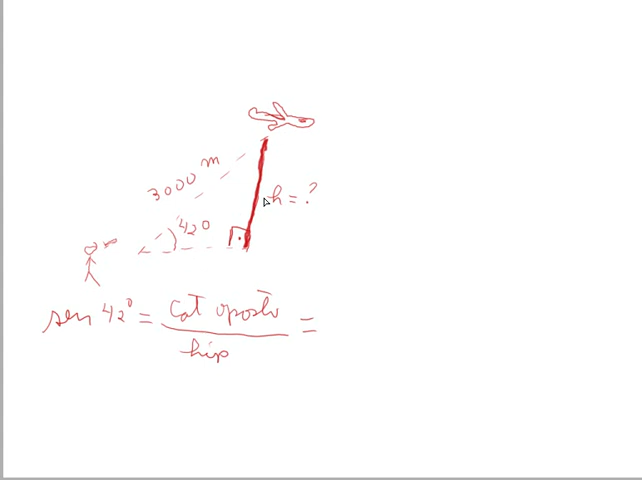 3000 m
h = ?
42°
sen 42° = cat oposto =
hip